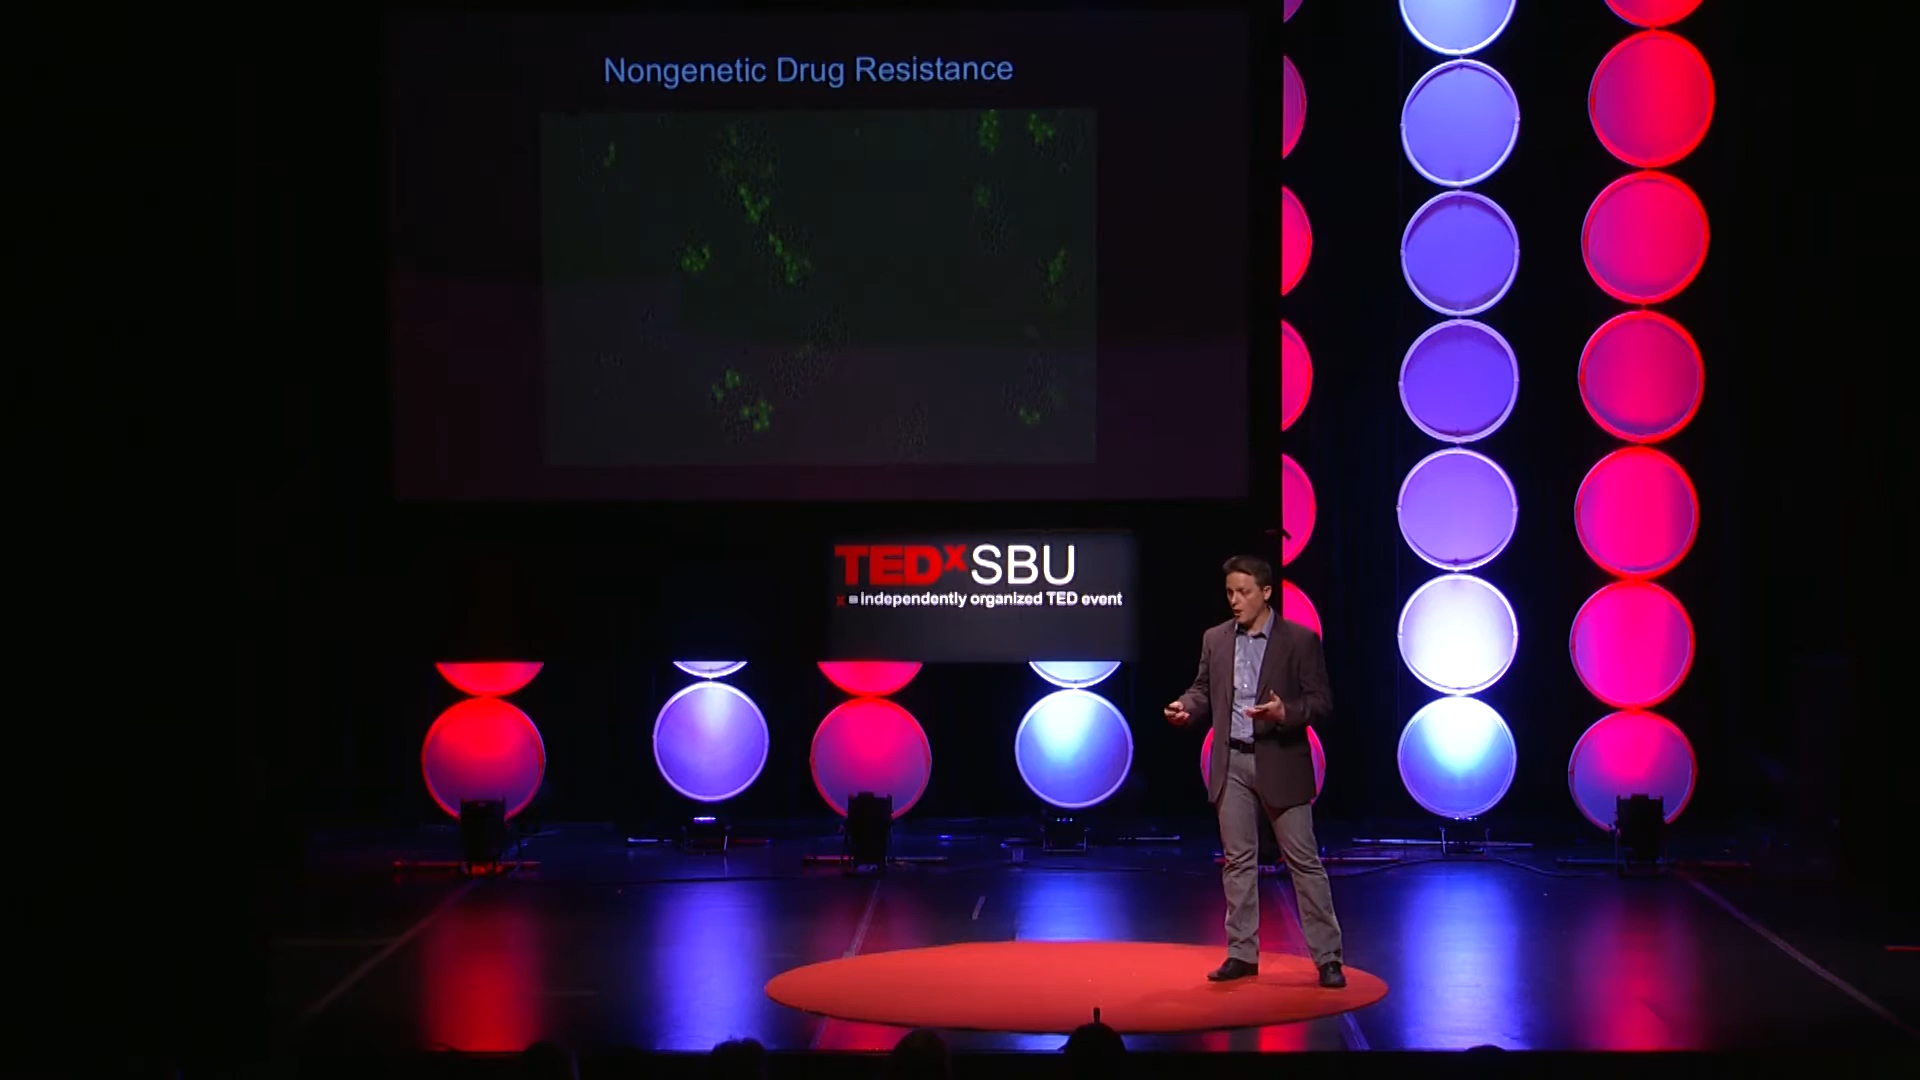 Nongenetic Drug Resistance
TEDxSBU
x = independently organized TED event